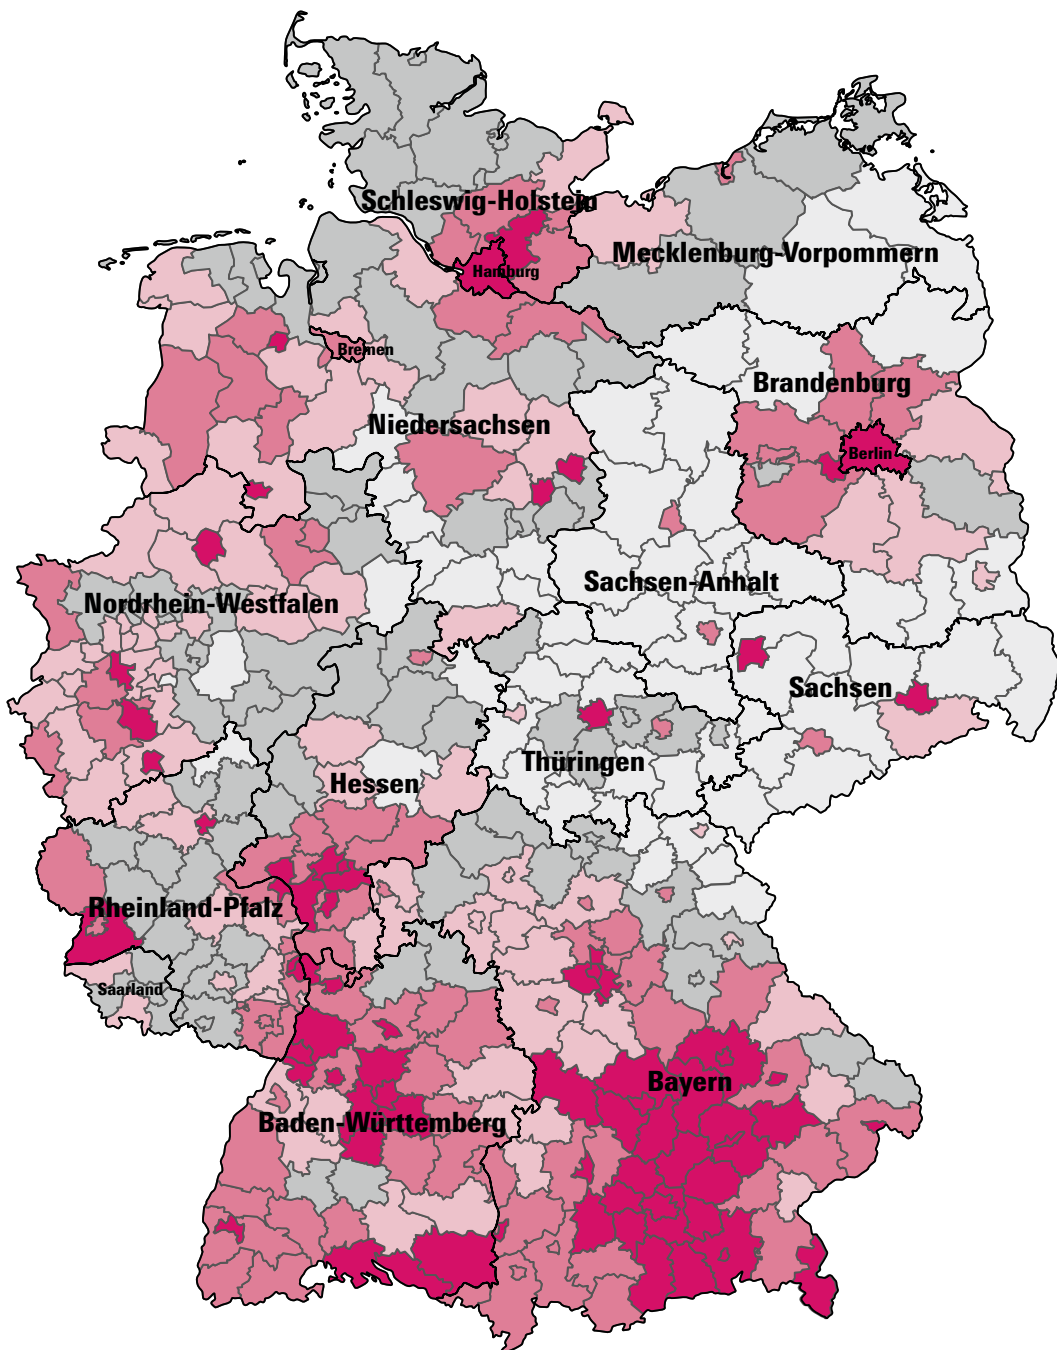 Schleswig-Holstein
Mecklenburg-Vorpommern
Hamburg
Bremen
Brandenburg
Niedersachsen
Berlin
Sachsen-Anhalt
Nordrhein-Westfalen
Sachsen
Thüringen
Hessen
Rheinland-Pfalz
Saarland
Bayern
Baden-Württemberg